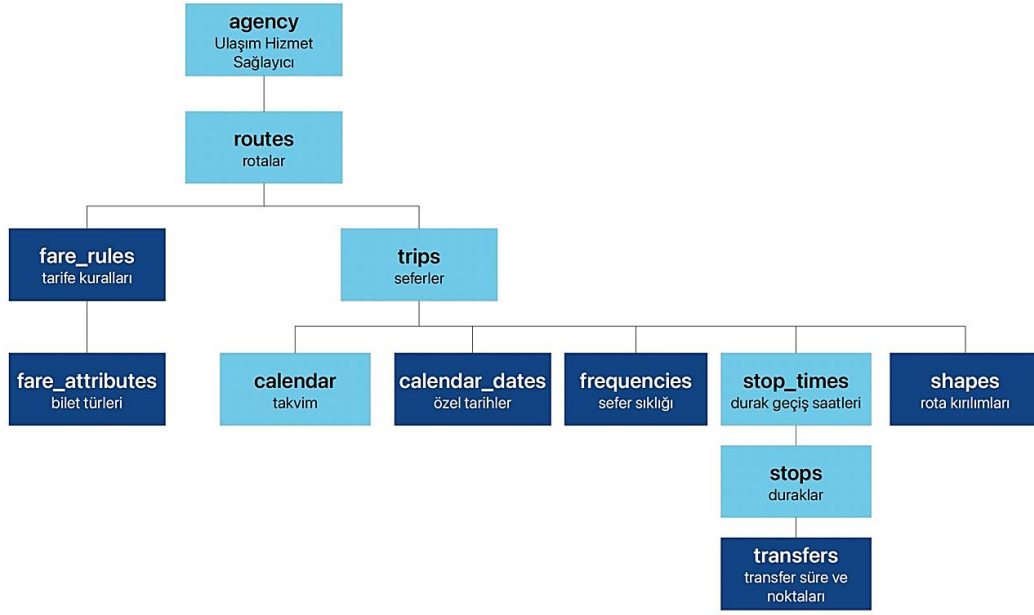 agency
Ulaşım Hizmet
Sağlayıcı
routes
rotalar
fare_rules
tarife kuralları
trips
seferler
fare_attributes
bilet türleri
calendar
takvim
calendar_dates
özel tarihler
frequencies
sefer sıklığı
stop_times
durak geçiş saatleri
shapes
rota kırılımları
stops
duraklar
transfers
transfer süre ve
noktaları